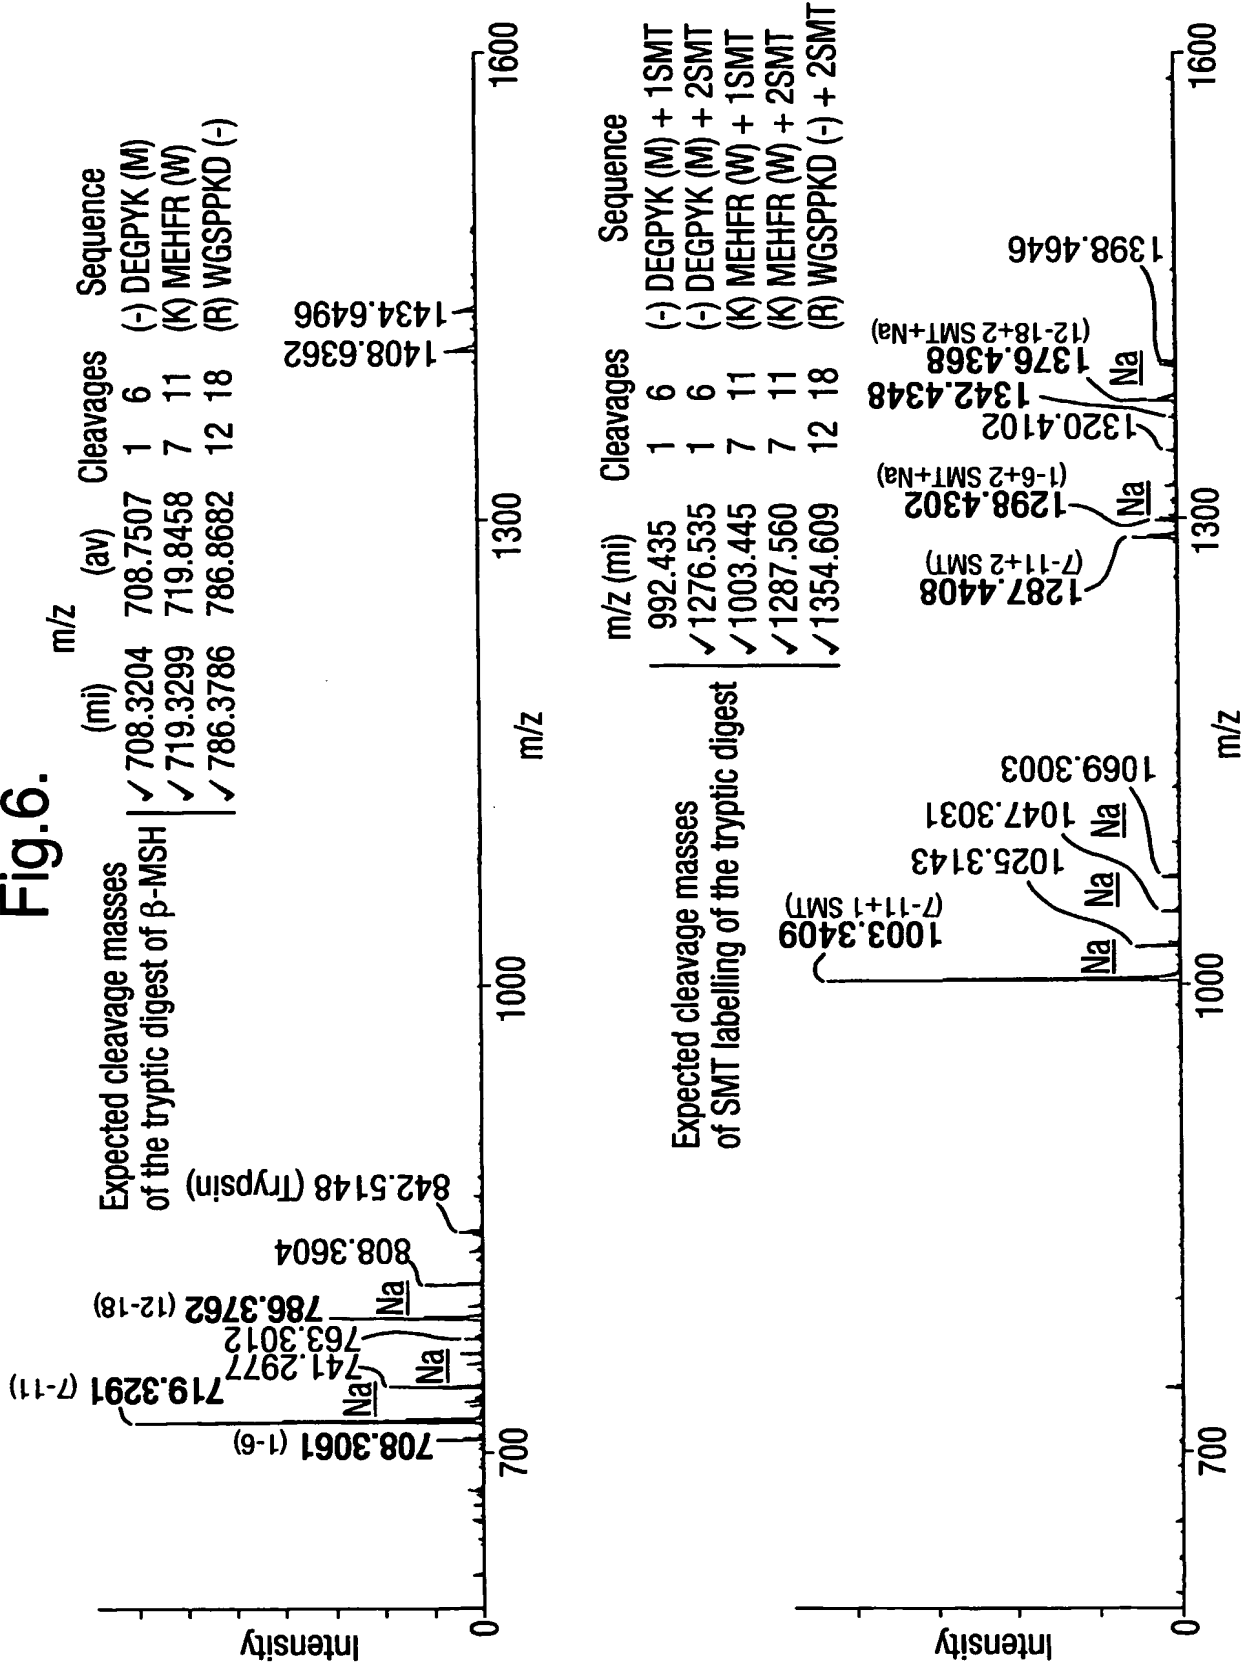 Fig.6.
m/z
(mi) (av) Cleavages Sequence
Expected cleavage masses
of the tryptic digest of β-MSH
✓ 708.3204 708.7507 1 6 (-) DEGPYK (M)
✓ 719.3299 719.8458 7 11 (K) MEHFR (W)
✓ 786.3786 786.8682 12 18 (R) WGSPPKD (-)
Intensity
708.3061 (1-6)
719.3291 (7-11)
Na
741.2977
Na
763.3012
786.3762 (12-18)
Na
808.3604
842.5148 (Trypsin)
1408.6362
1434.6496
0
700
1000
1300
1600
m/z
Expected cleavage masses
of SMT labelling of the tryptic digest
m/z (mi) Cleavages Sequence
992.435 1 6 (-) DEGPYK (M) + 1SMT
✓1276.535 1 6 (-) DEGPYK (M) + 2SMT
✓1003.445 7 11 (K) MEHFR (W) + 1SMT
✓1287.560 7 11 (K) MEHFR (W) + 2SMT
✓1354.609 12 18 (R) WGSPPKD (-) + 2SMT
Intensity
1003.3409
(7-11+1 SMT)
Na
1025.3143
Na
1047.3031
Na
1069.3003
1287.4408
(7-11+2 SMT)
1298.4302
(1-6+2 SMT+Na)
Na
1320.4102
1342.4348
1376.4368
(12-18+2 SMT+Na)
Na
1398.4646
0
700
1000
1300
1600
m/z